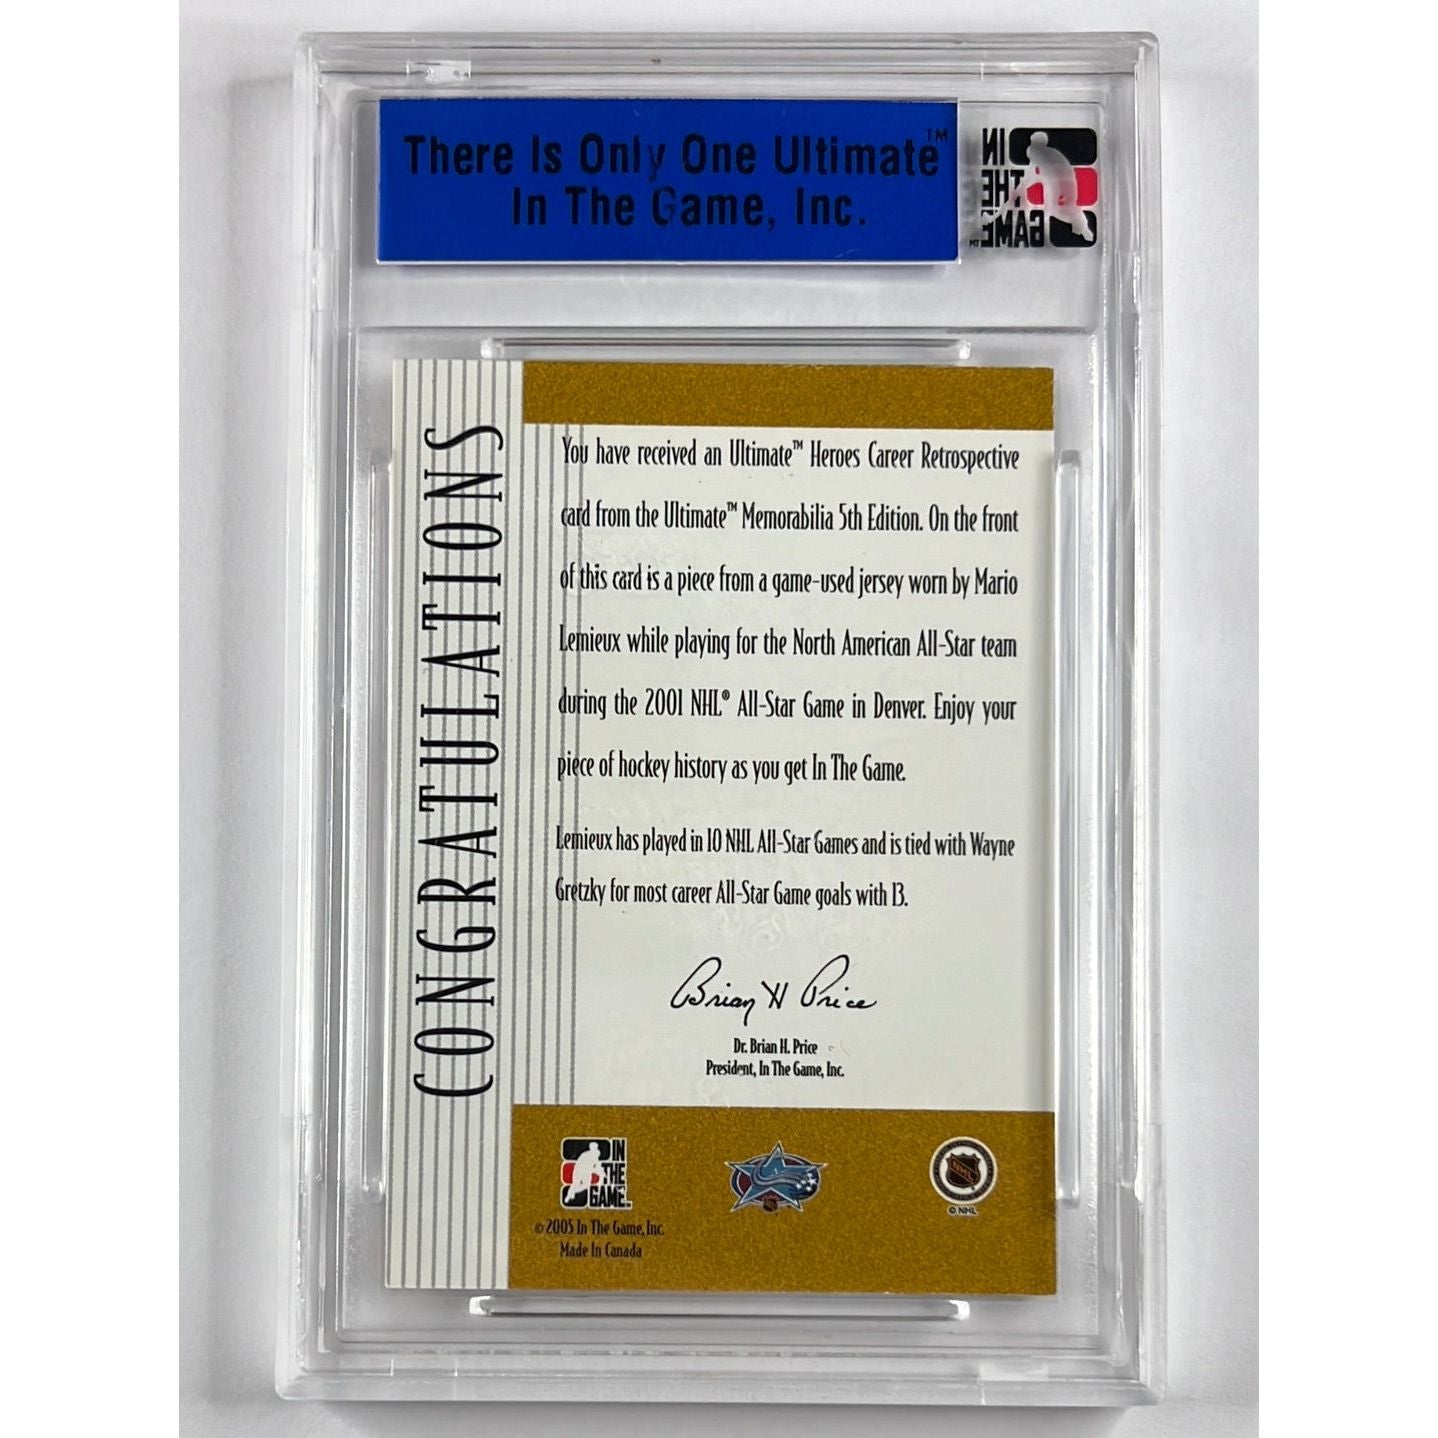 There Is Only One Ultimate™
In The Game, Inc.
IN
THE
GAME
TM
CONGRATULATIONS
You have received an Ultimate™ Heroes Career Retrospective
card from the Ultimate™ Memorabilia 5th Edition. On the front
of this card is a piece from a game-used jersey worn by Mario
Lemieux while playing for the North American All-Star team
during the 2001 NHL® All-Star Game in Denver. Enjoy your
piece of hockey history as you get In The Game.
Lemieux has played in 10 NHL All-Star Games and is tied with Wayne
Gretzky for most career All-Star Game goals with 13.
Brian H Price
Dr. Brian H. Price
President, In The Game, Inc.
IN
THE
GAME
© 2005 In The Game, Inc.
Made In Canada
NHL
© NHL